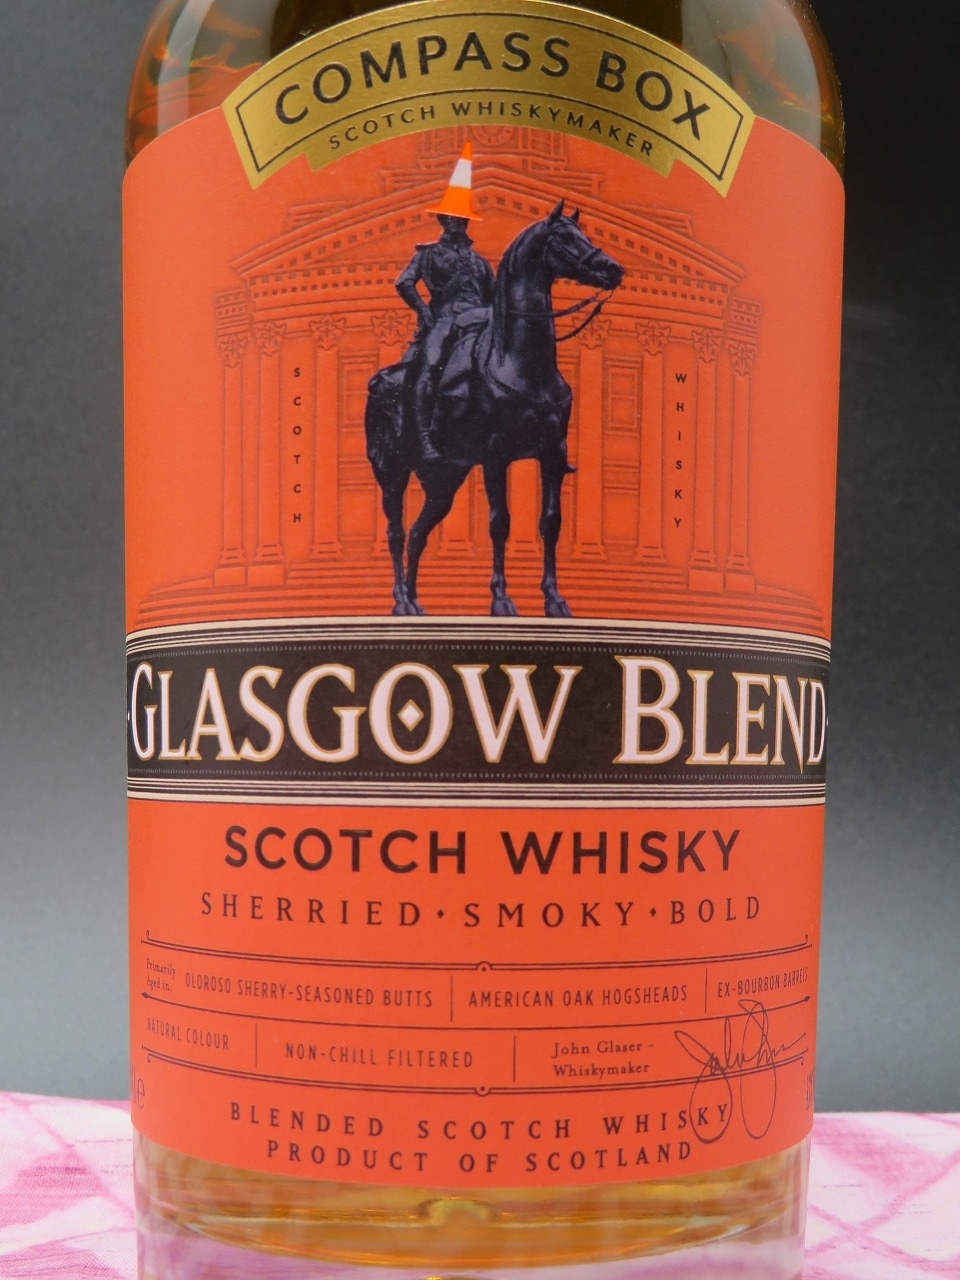 COMPASS BOX
SCOTCH WHISKYMAKER
SCOTCH
WHISKY
GLASGOW BLEND
SCOTCH WHISKY
SHERRIED · SMOKY · BOLD
Primarily Aged in: OLOROSO SHERRY-SEASONED BUTTS AMERICAN OAK HOGSHEADS EX-BOURBON BARRELS
NATURAL COLOUR NON-CHILL FILTERED John Glaser - Whiskymaker
BLENDED SCOTCH WHISKY
PRODUCT OF SCOTLAND